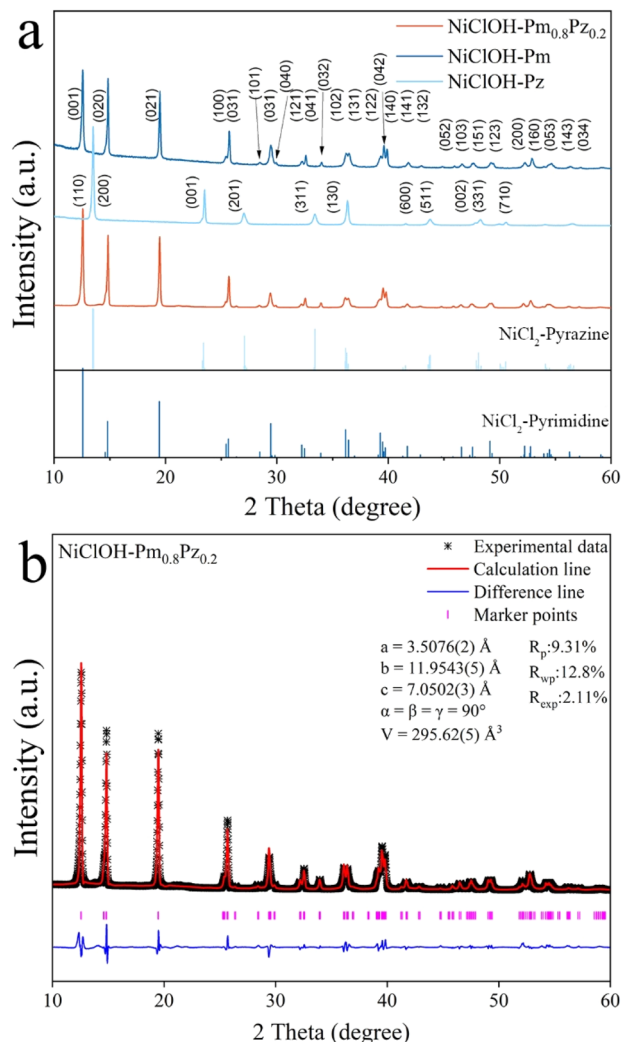 a
NiClOH-Pm0.8Pz0.2
NiClOH-Pm
NiClOH-Pz
(001)
(020)
(021)
(100)
(031)
(101)
(031)
(040)
(121)
(041)
(032)
(102)
(131)
(122)
(042)
(140)
(141)
(132)
(052)
(103)
(151)
(123)
(200)
(160)
(053)
(143)
(034)
(110)
(200)
(001)
(201)
(311)
(130)
(600)
(511)
(002)
(331)
(710)
NiCl2-Pyrazine
NiCl2-Pyrimidine
Intensity (a.u.)
10 20 30 40 50 60
2 Theta (degree)
b
NiClOH-Pm0.8Pz0.2
Experimental data
Calculation line
Difference line
Marker points
a = 3.5076(2) Å
b = 11.9543(5) Å
c = 7.0502(3) Å
α = β = γ = 90°
V = 295.62(5) Å3
Rp:9.31%
Rwp:12.8%
Rexp:2.11%
Intensity (a.u.)
10 20 30 40 50 60
2 Theta (degree)